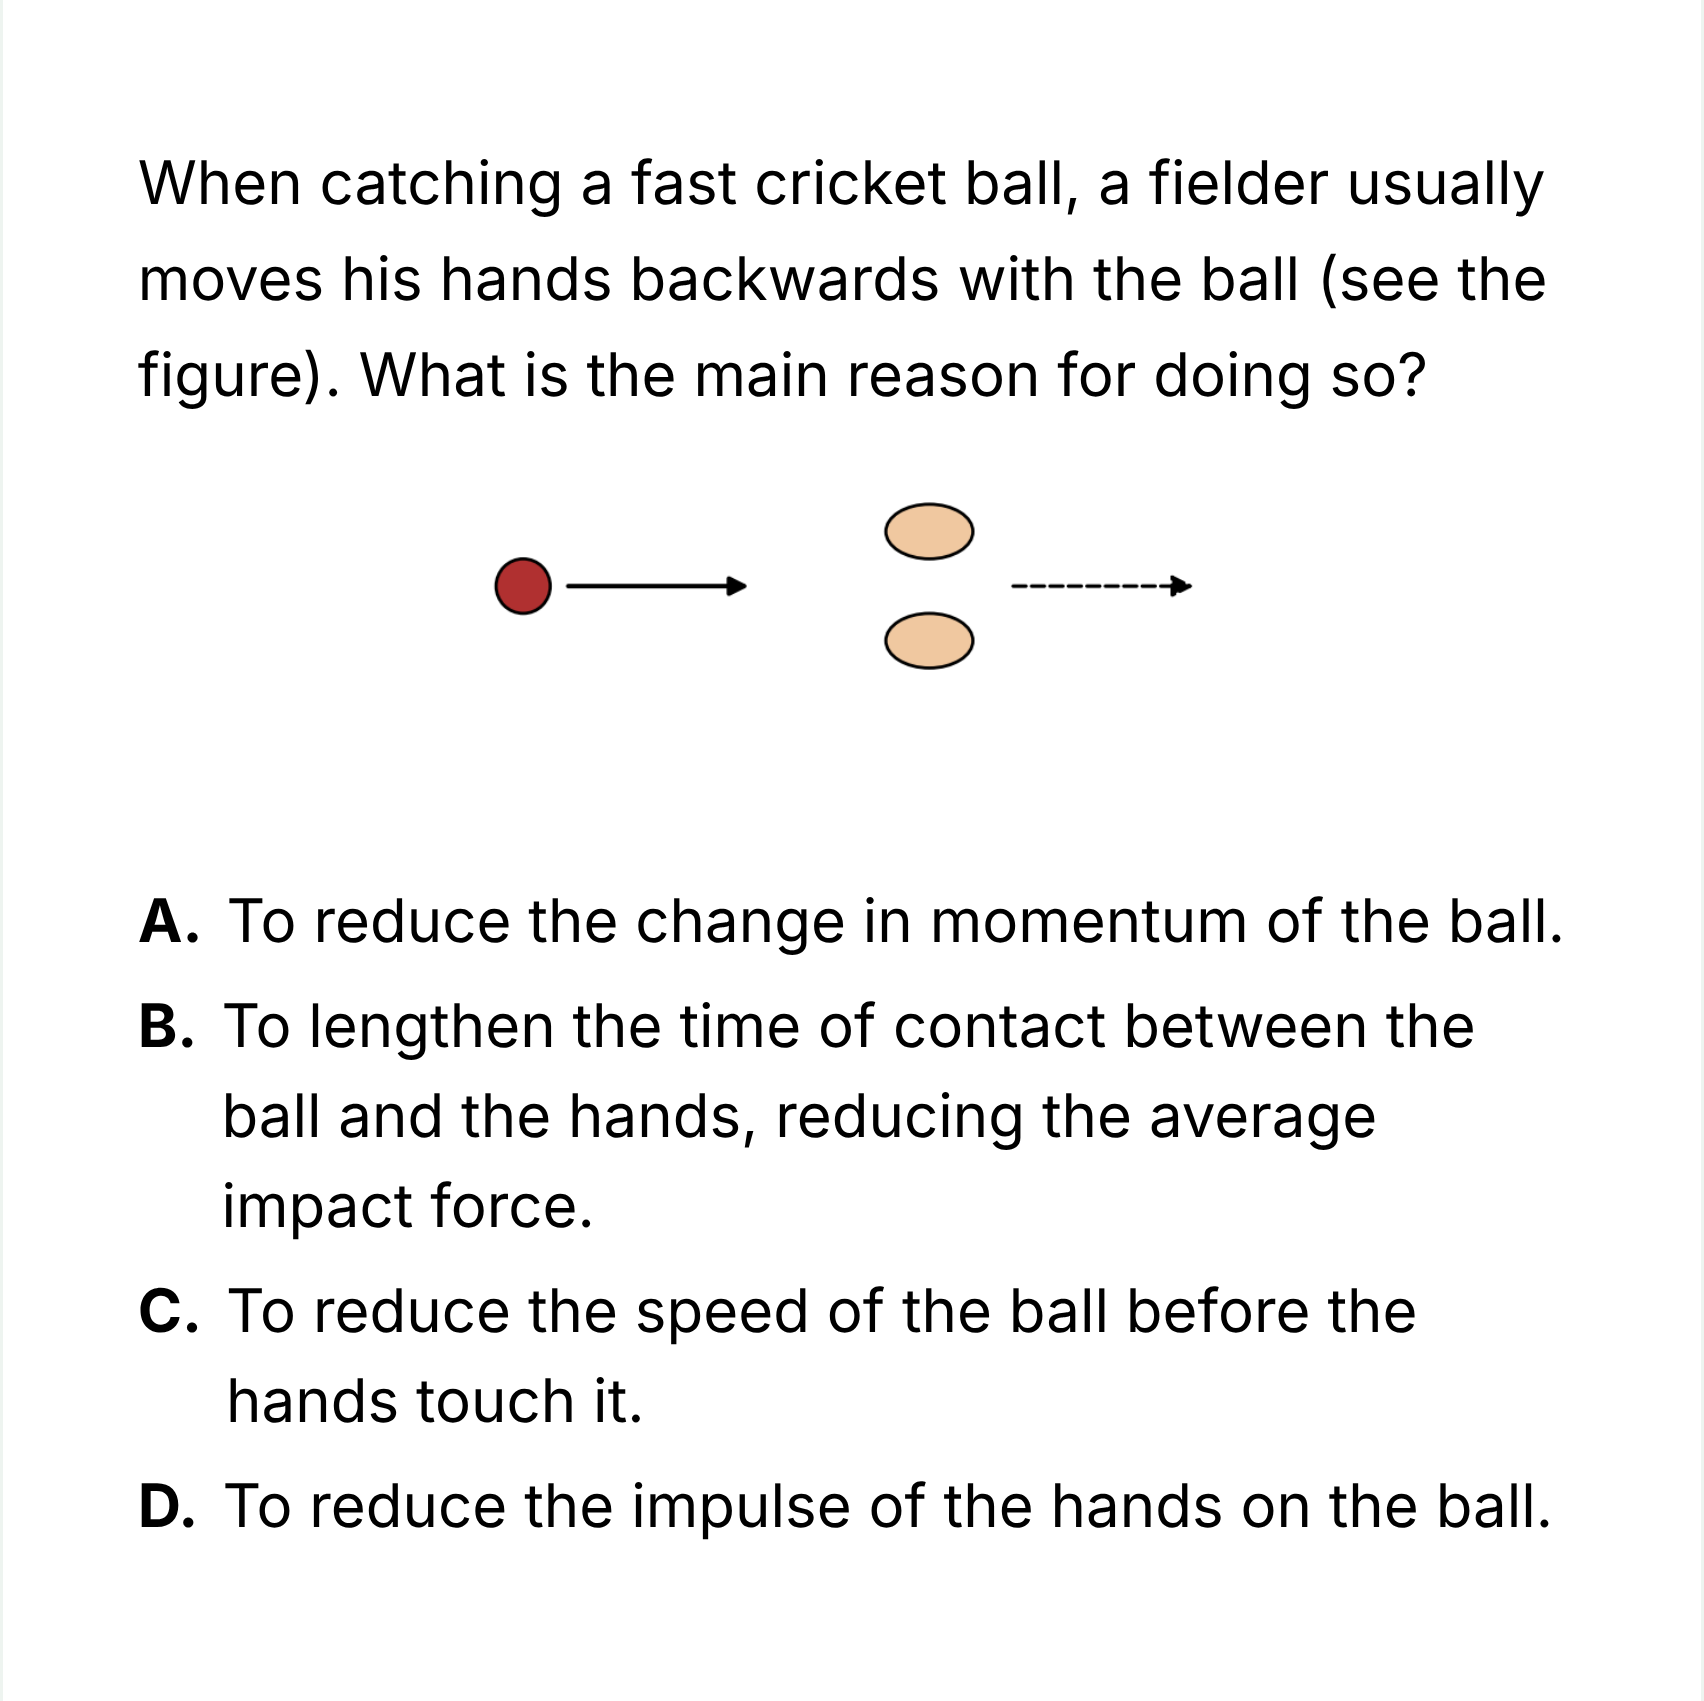 When catching a fast cricket ball, a fielder usually
moves his hands backwards with the ball (see the
figure). What is the main reason for doing so?
A. To reduce the change in momentum of the ball.
B. To lengthen the time of contact between the
ball and the hands, reducing the average
impact force.
C. To reduce the speed of the ball before the
hands touch it.
D. To reduce the impulse of the hands on the ball.